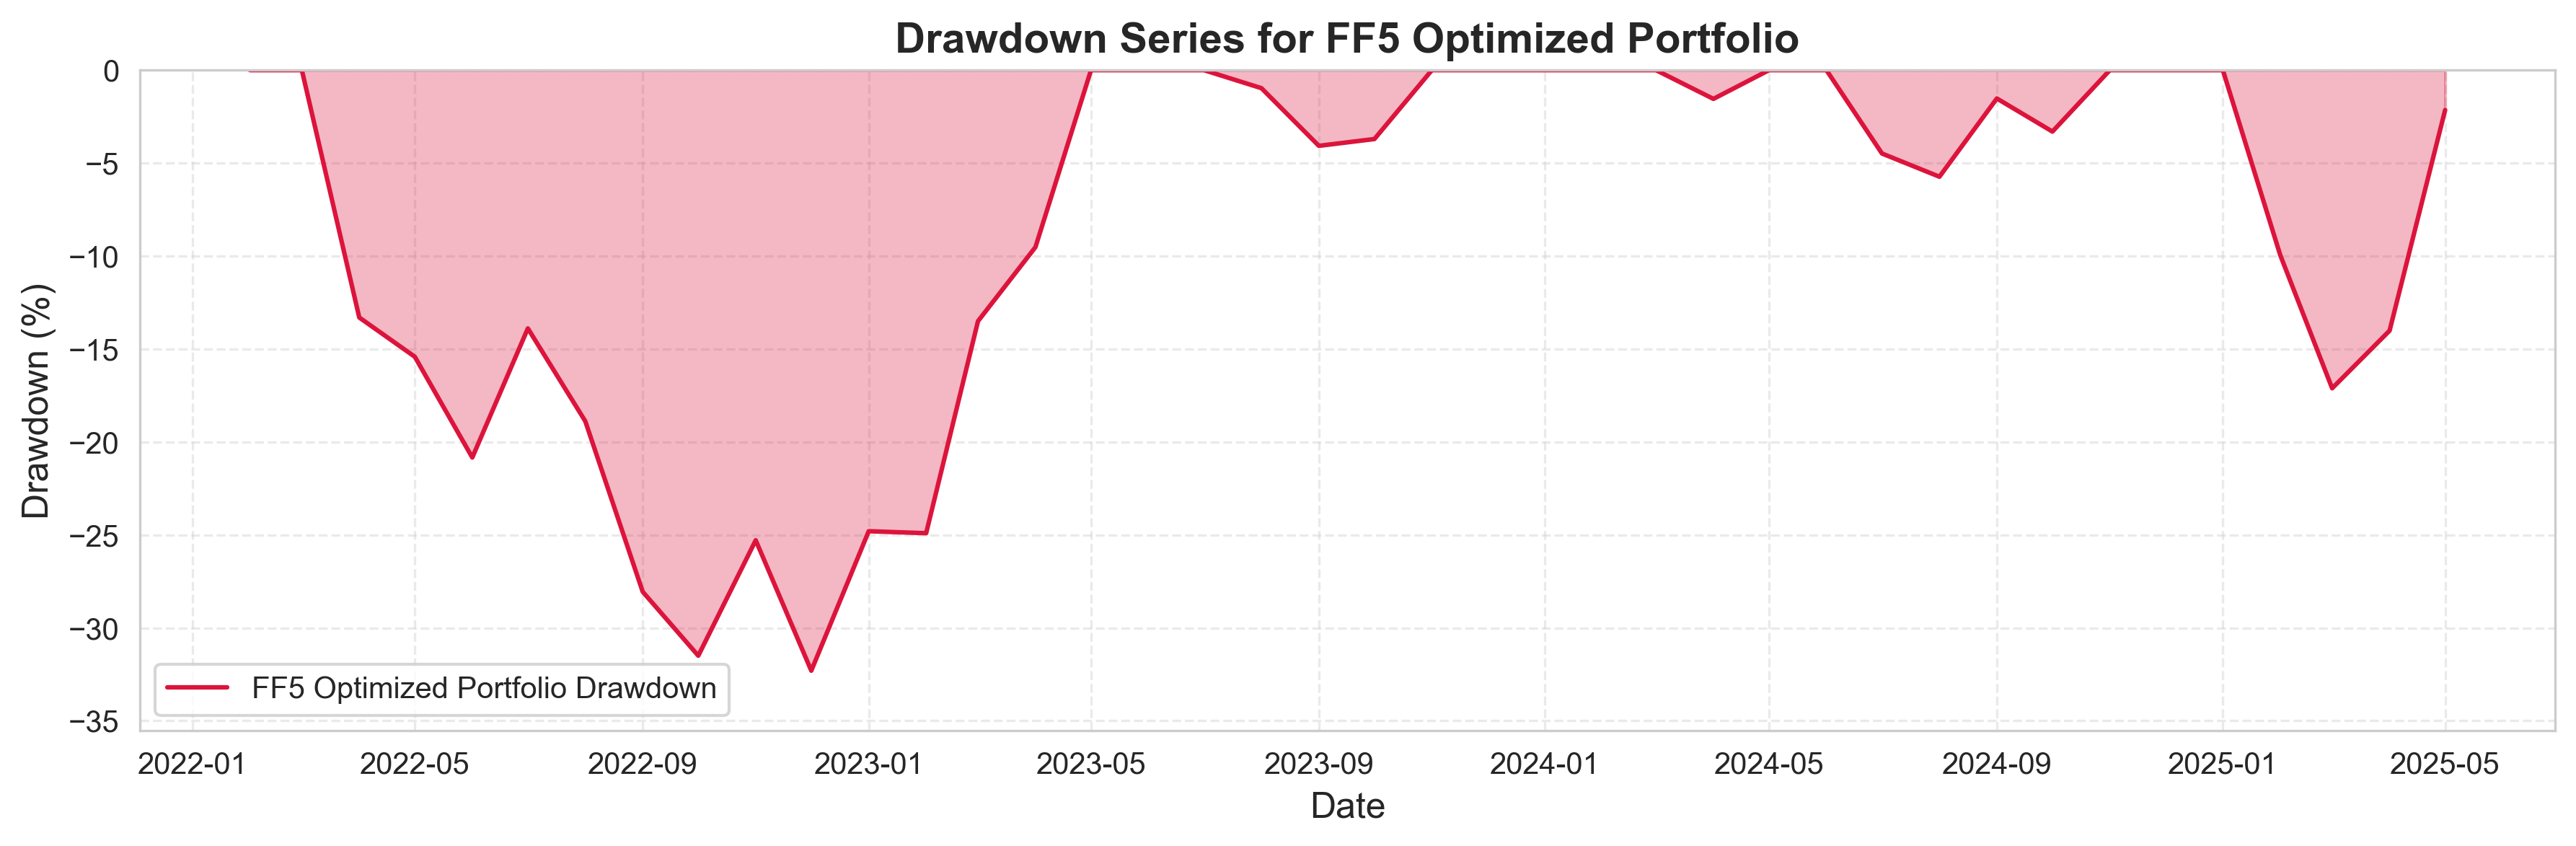 Drawdown Series for FF5 Optimized Portfolio
Drawdown (%)
0
−5
−10
−15
−20
−25
−30
−35
FF5 Optimized Portfolio Drawdown
2022-01 2022-05 2022-09 2023-01 2023-05 2023-09 2024-01 2024-05 2024-09 2025-01 2025-05
Date